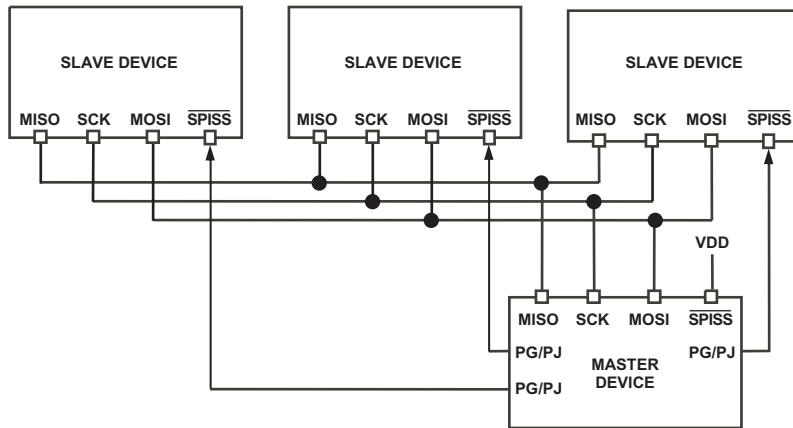 SLAVE DEVICE
SLAVE DEVICE
SLAVE DEVICE
MISO SCK MOSI SPISS
MISO SCK MOSI SPISS
MISO SCK MOSI SPISS
VDD
MISO SCK MOSI SPISS
PG/PJ
PG/PJ
MASTER
DEVICE
PG/PJ